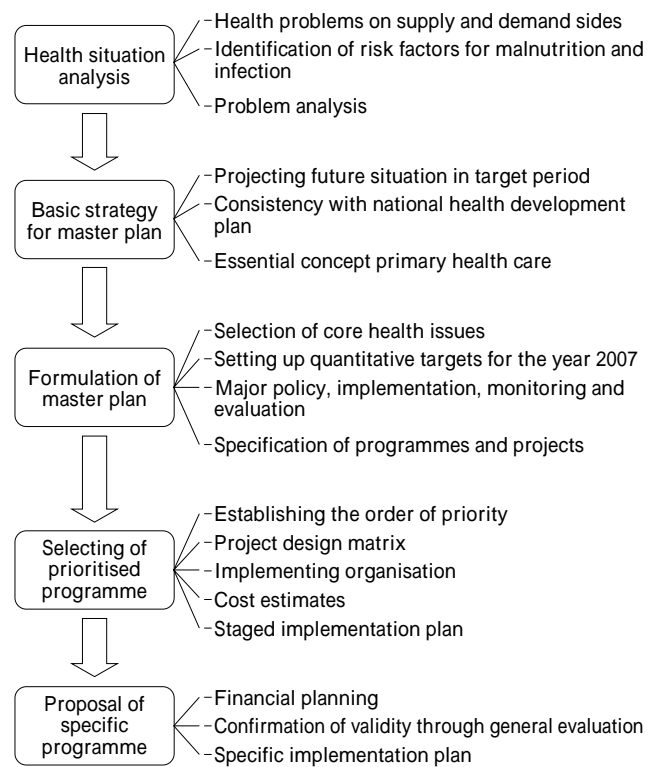 Health situation
analysis
-Health problems on supply and demand sides
-Identification of risk factors for malnutrition and
infection
-Problem analysis
Basic strategy
for master plan
-Projecting future situation in target period
-Consistency with national health development
plan
-Essential concept primary health care
Formulation of
master plan
-Selection of core health issues
-Setting up quantitative targets for the year 2007
-Major policy, implementation, monitoring and
evaluation
-Specification of programmes and projects
Selecting of
prioritised
programme
-Establishing the order of priority
-Project design matrix
-Implementing organisation
-Cost estimates
-Staged implementation plan
Proposal of
specific
programme
-Financial planning
-Confirmation of validity through general evaluation
-Specific implementation plan